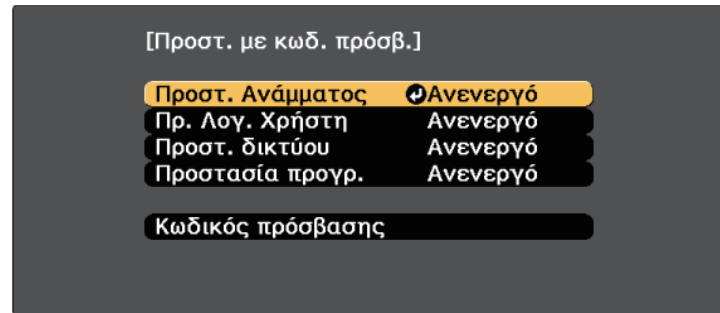 [Προστ. με κωδ. πρόσβ.]
Προστ. Ανάμματος Ανενεργό
Πρ. Λογ. Χρήστη Ανενεργό
Προστ. δικτύου Ανενεργό
Προστασία προγρ. Ανενεργό
Κωδικός πρόσβασης